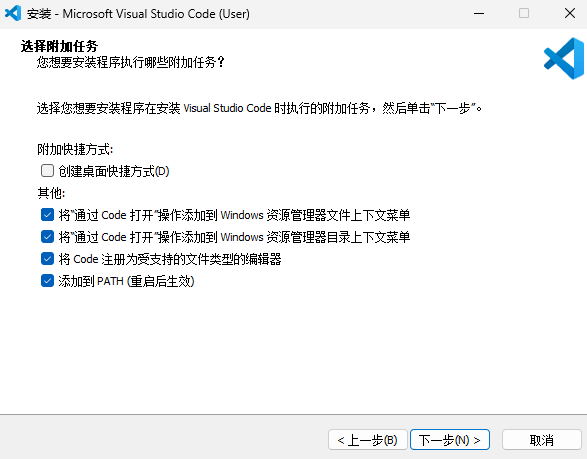 安装 - Microsoft Visual Studio Code (User)
选择附加任务
您想要安装程序执行哪些附加任务？
选择您想要安装程序在安装 Visual Studio Code 时执行的附加任务，然后单击“下一步”。
附加快捷方式:
创建桌面快捷方式(D)
其他:
将“通过 Code 打开”操作添加到 Windows 资源管理器文件上下文菜单
将“通过 Code 打开”操作添加到 Windows 资源管理器目录上下文菜单
将 Code 注册为受支持的文件类型的编辑器
添加到 PATH (重启后生效)
< 上一步(B) 下一步(N) > 取消